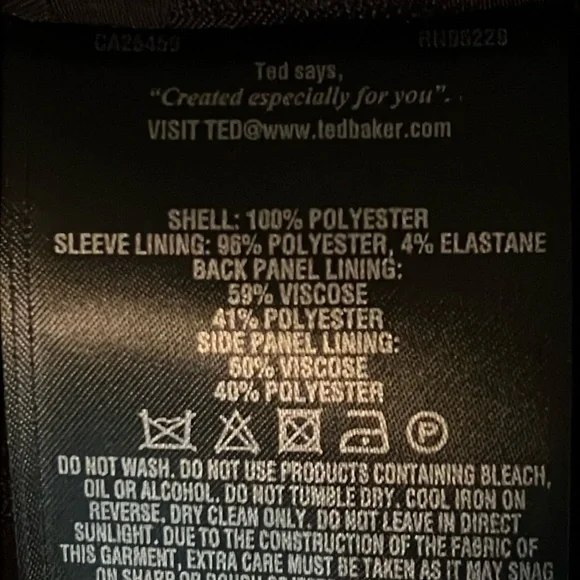 Ted says,
"Created especially for you".
VISIT TED@www.tedbaker.com
SHELL: 100% POLYESTER
SLEEVE LINING: 96% POLYESTER, 4% ELASTANE
BACK PANEL LINING:
59% VISCOSE
41% POLYESTER
SIDE PANEL LINING:
60% VISCOSE
40% POLYESTER
P
DO NOT WASH. DO NOT USE PRODUCTS CONTAINING BLEACH,
OIL OR ALCOHOL. DO NOT TUMBLE DRY. COOL IRON ON
REVERSE. DRY CLEAN ONLY. DO NOT LEAVE IN DIRECT
SUNLIGHT. DUE TO THE CONSTRUCTION OF THE FABRIC OF
THIS GARMENT, EXTRA CARE MUST BE TAKEN AS IT MAY SNAG
ON SHARP OR ROUGH